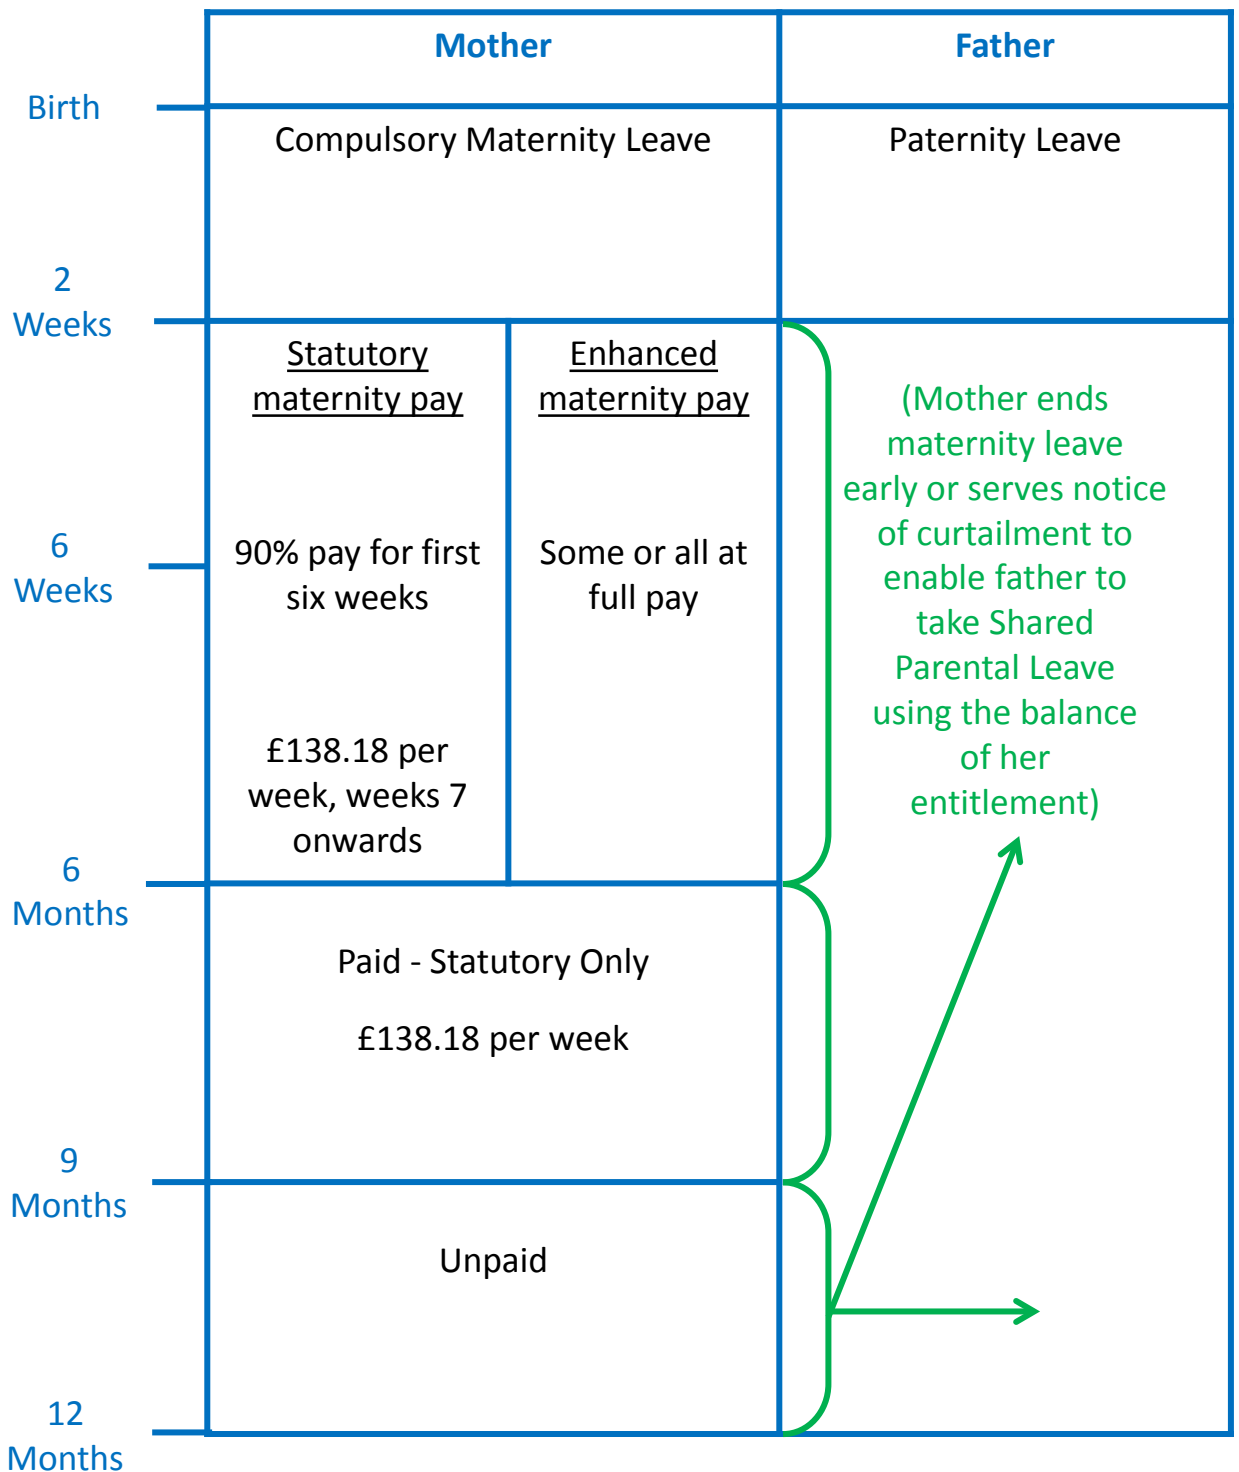 Mother
Father
Birth
Compulsory Maternity Leave
Paternity Leave
2
Weeks
Statutory
maternity pay
Enhanced
maternity pay
(Mother ends
maternity leave
early or serves notice
of curtailment to
enable father to
take Shared
Parental Leave
using the balance
of her
entitlement)
6
Weeks
90% pay for first
six weeks
Some or all at
full pay
£138.18 per
week, weeks 7
onwards
6
Months
Paid - Statutory Only
£138.18 per week
9
Months
Unpaid
12
Months